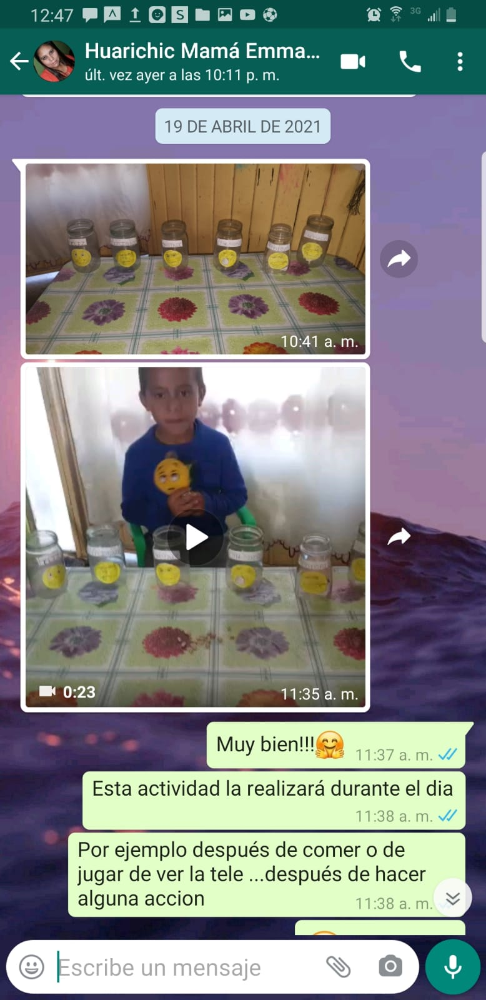 12:47
3G
Huarichic Mamá Emma...
últ. vez ayer a las 10:11 p. m.
19 DE ABRIL DE 2021
10:41 a. m.
0:23
11:35 a. m.
Muy bien!!!🤗
11:37 a. m.
Esta actividad la realizará durante el dia
11:38 a. m.
Por ejemplo después de comer o de
jugar de ver la tele ...después de hacer
alguna accion
11:38 a. m.
Escribe un mensaje